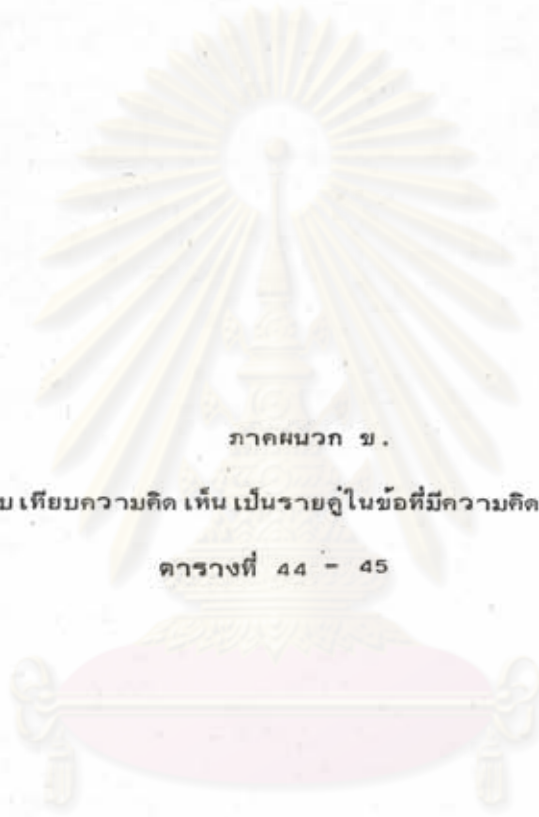 ภาคผนวก ข.
บเทียบความคิดเห็นเป็นรายคู่ในข้อที่มีความคิด
ตารางที่ 44 - 45